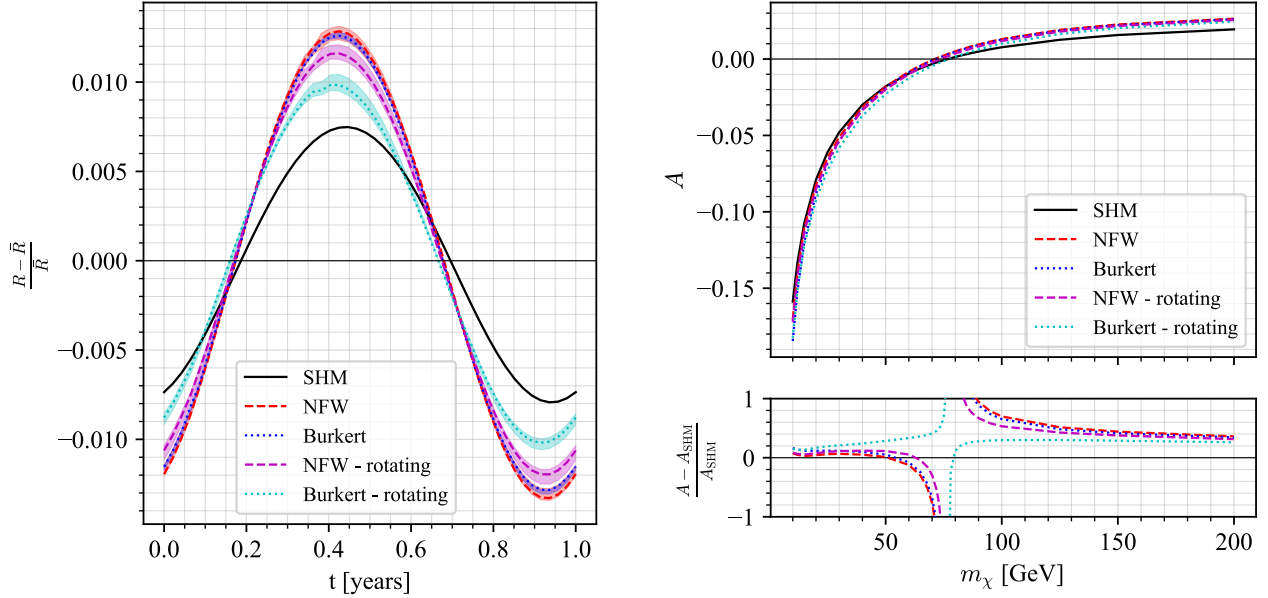 0.010
0.005
0.000
−0.005
−0.010
R − R̄
R̄
SHM
NFW
Burkert
NFW - rotating
Burkert - rotating
0.0
0.2
0.4
0.6
0.8
1.0
t [years]
0.00
−0.05
−0.10
−0.15
A
SHM
NFW
Burkert
NFW - rotating
Burkert - rotating
1
0
−1
A − A_SHM
A_SHM
50
100
150
200
m_χ [GeV]